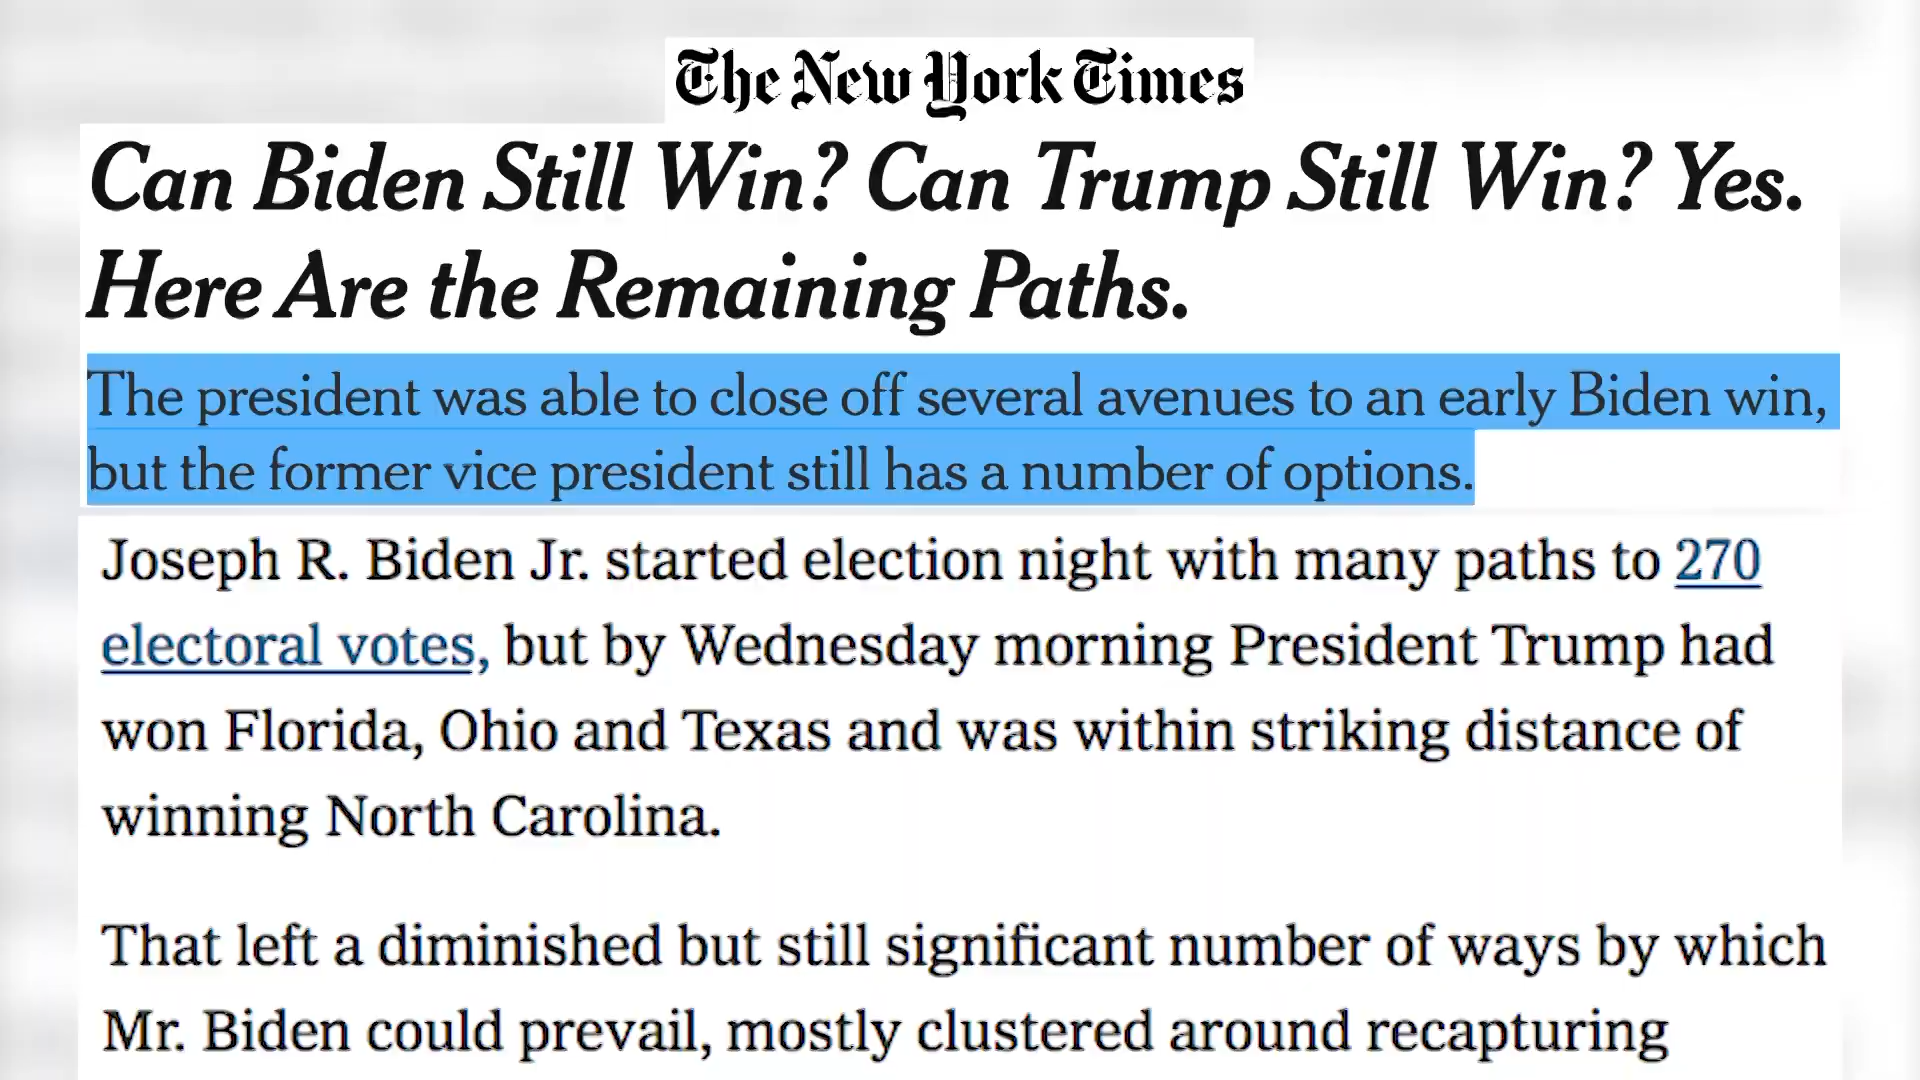 The New York Times
Can Biden Still Win? Can Trump Still Win? Yes.
Here Are the Remaining Paths.
The president was able to close off several avenues to an early Biden win,
but the former vice president still has a number of options.
Joseph R. Biden Jr. started election night with many paths to 270
electoral votes, but by Wednesday morning President Trump had
won Florida, Ohio and Texas and was within striking distance of
winning North Carolina.
That left a diminished but still significant number of ways by which
Mr. Biden could prevail, mostly clustered around recapturing